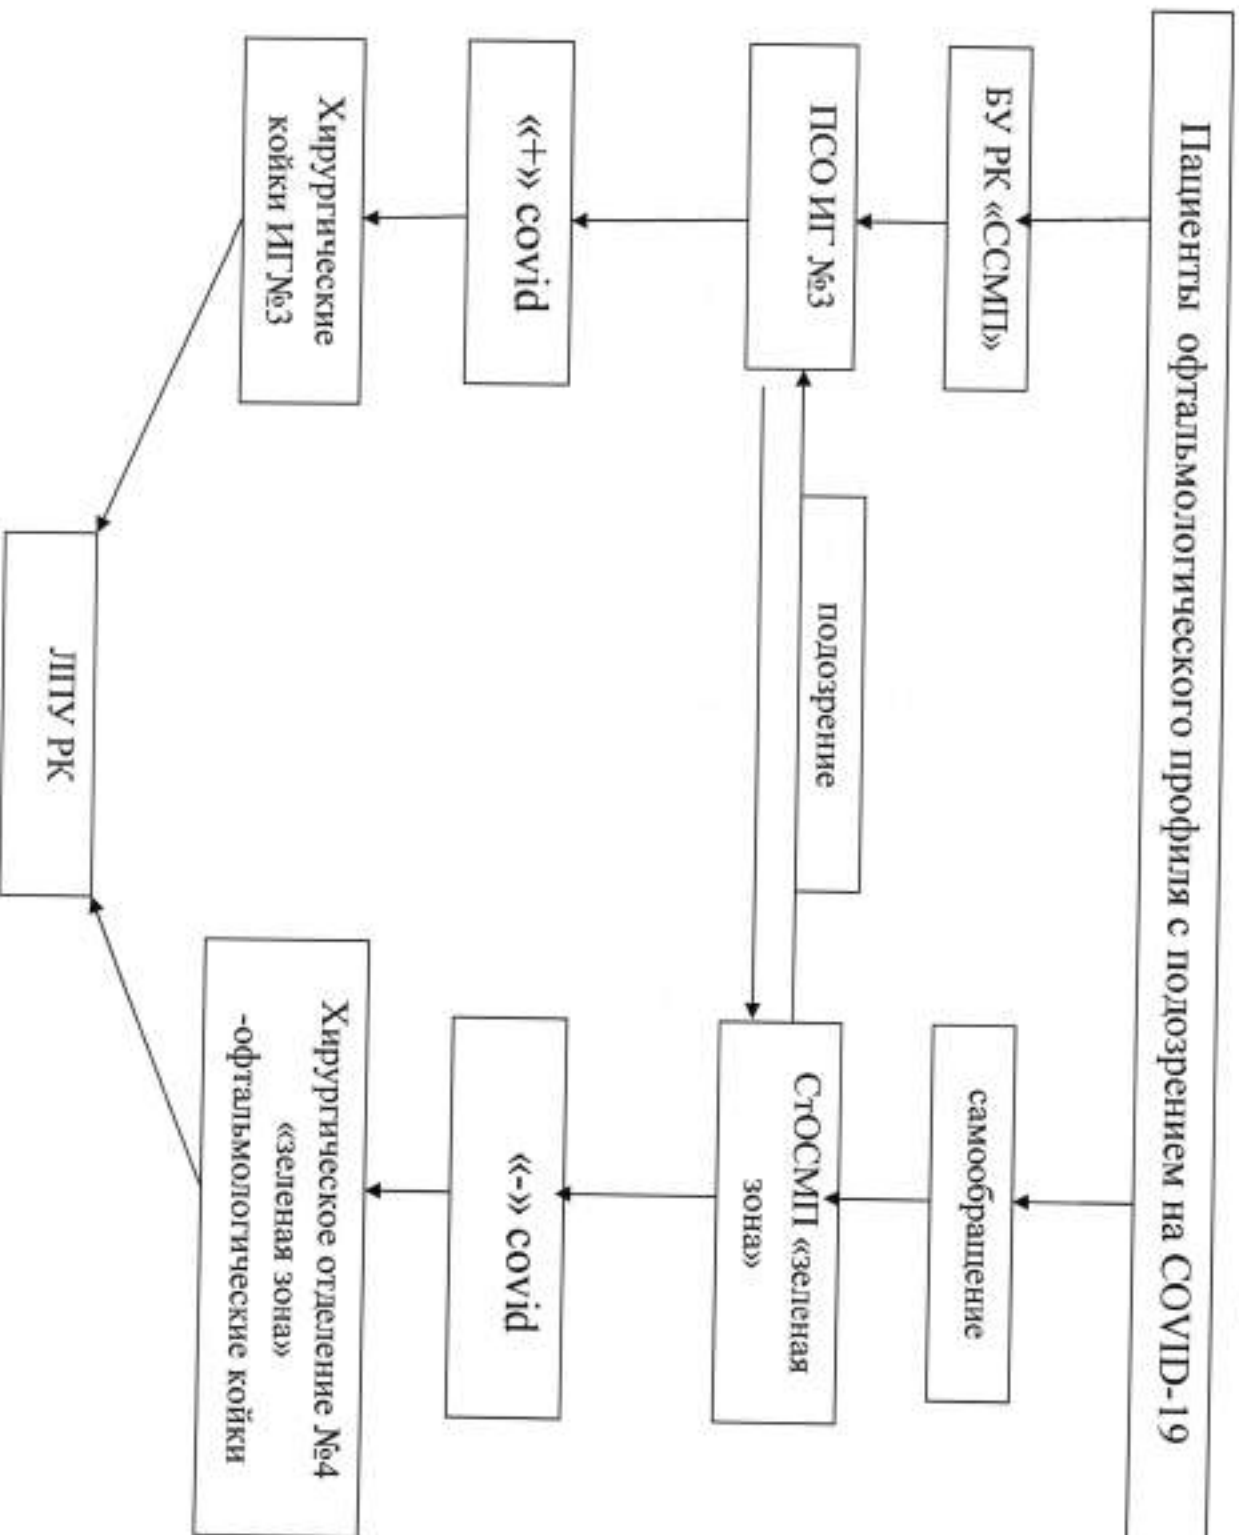 Пациенты офтальмологического профиля с подозрением на COVID-19
БУ РК «ССМП»
самообращение
ПСО ИГ №3
подозрение
СтОСМП «зеленая
зона»
«+» covid
«-» covid
Хирургические
койки ИГ№3
Хирургическое отделение №4
«зеленая зона»
-офтальмологические койки
ЛПУ РК